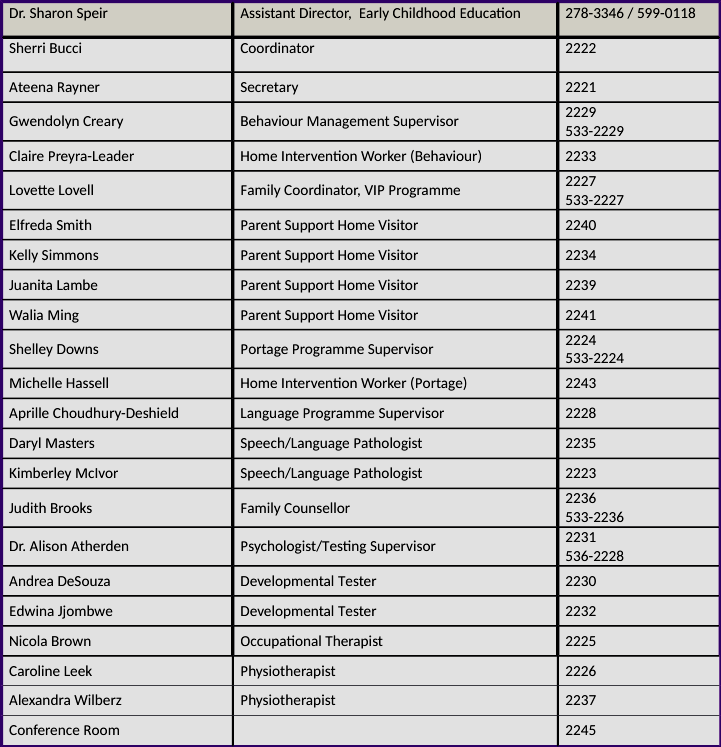 Dr. Sharon Speir Assistant Director, Early Childhood Education 278-3346 / 599-0118
Sherri Bucci Coordinator 2222
Ateena Rayner Secretary 2221
Gwendolyn Creary Behaviour Management Supervisor 2229
533-2229
Claire Preyra-Leader Home Intervention Worker (Behaviour) 2233
Lovette Lovell Family Coordinator, VIP Programme 2227
533-2227
Elfreda Smith Parent Support Home Visitor 2240
Kelly Simmons Parent Support Home Visitor 2234
Juanita Lambe Parent Support Home Visitor 2239
Walia Ming Parent Support Home Visitor 2241
Shelley Downs Portage Programme Supervisor 2224
533-2224
Michelle Hassell Home Intervention Worker (Portage) 2243
Aprille Choudhury-Deshield Language Programme Supervisor 2228
Daryl Masters Speech/Language Pathologist 2235
Kimberley McIvor Speech/Language Pathologist 2223
Judith Brooks Family Counsellor 2236
533-2236
Dr. Alison Atherden Psychologist/Testing Supervisor 2231
536-2228
Andrea DeSouza Developmental Tester 2230
Edwina Jjombwe Developmental Tester 2232
Nicola Brown Occupational Therapist 2225
Caroline Leek Physiotherapist 2226
Alexandra Wilberz Physiotherapist 2237
Conference Room 2245